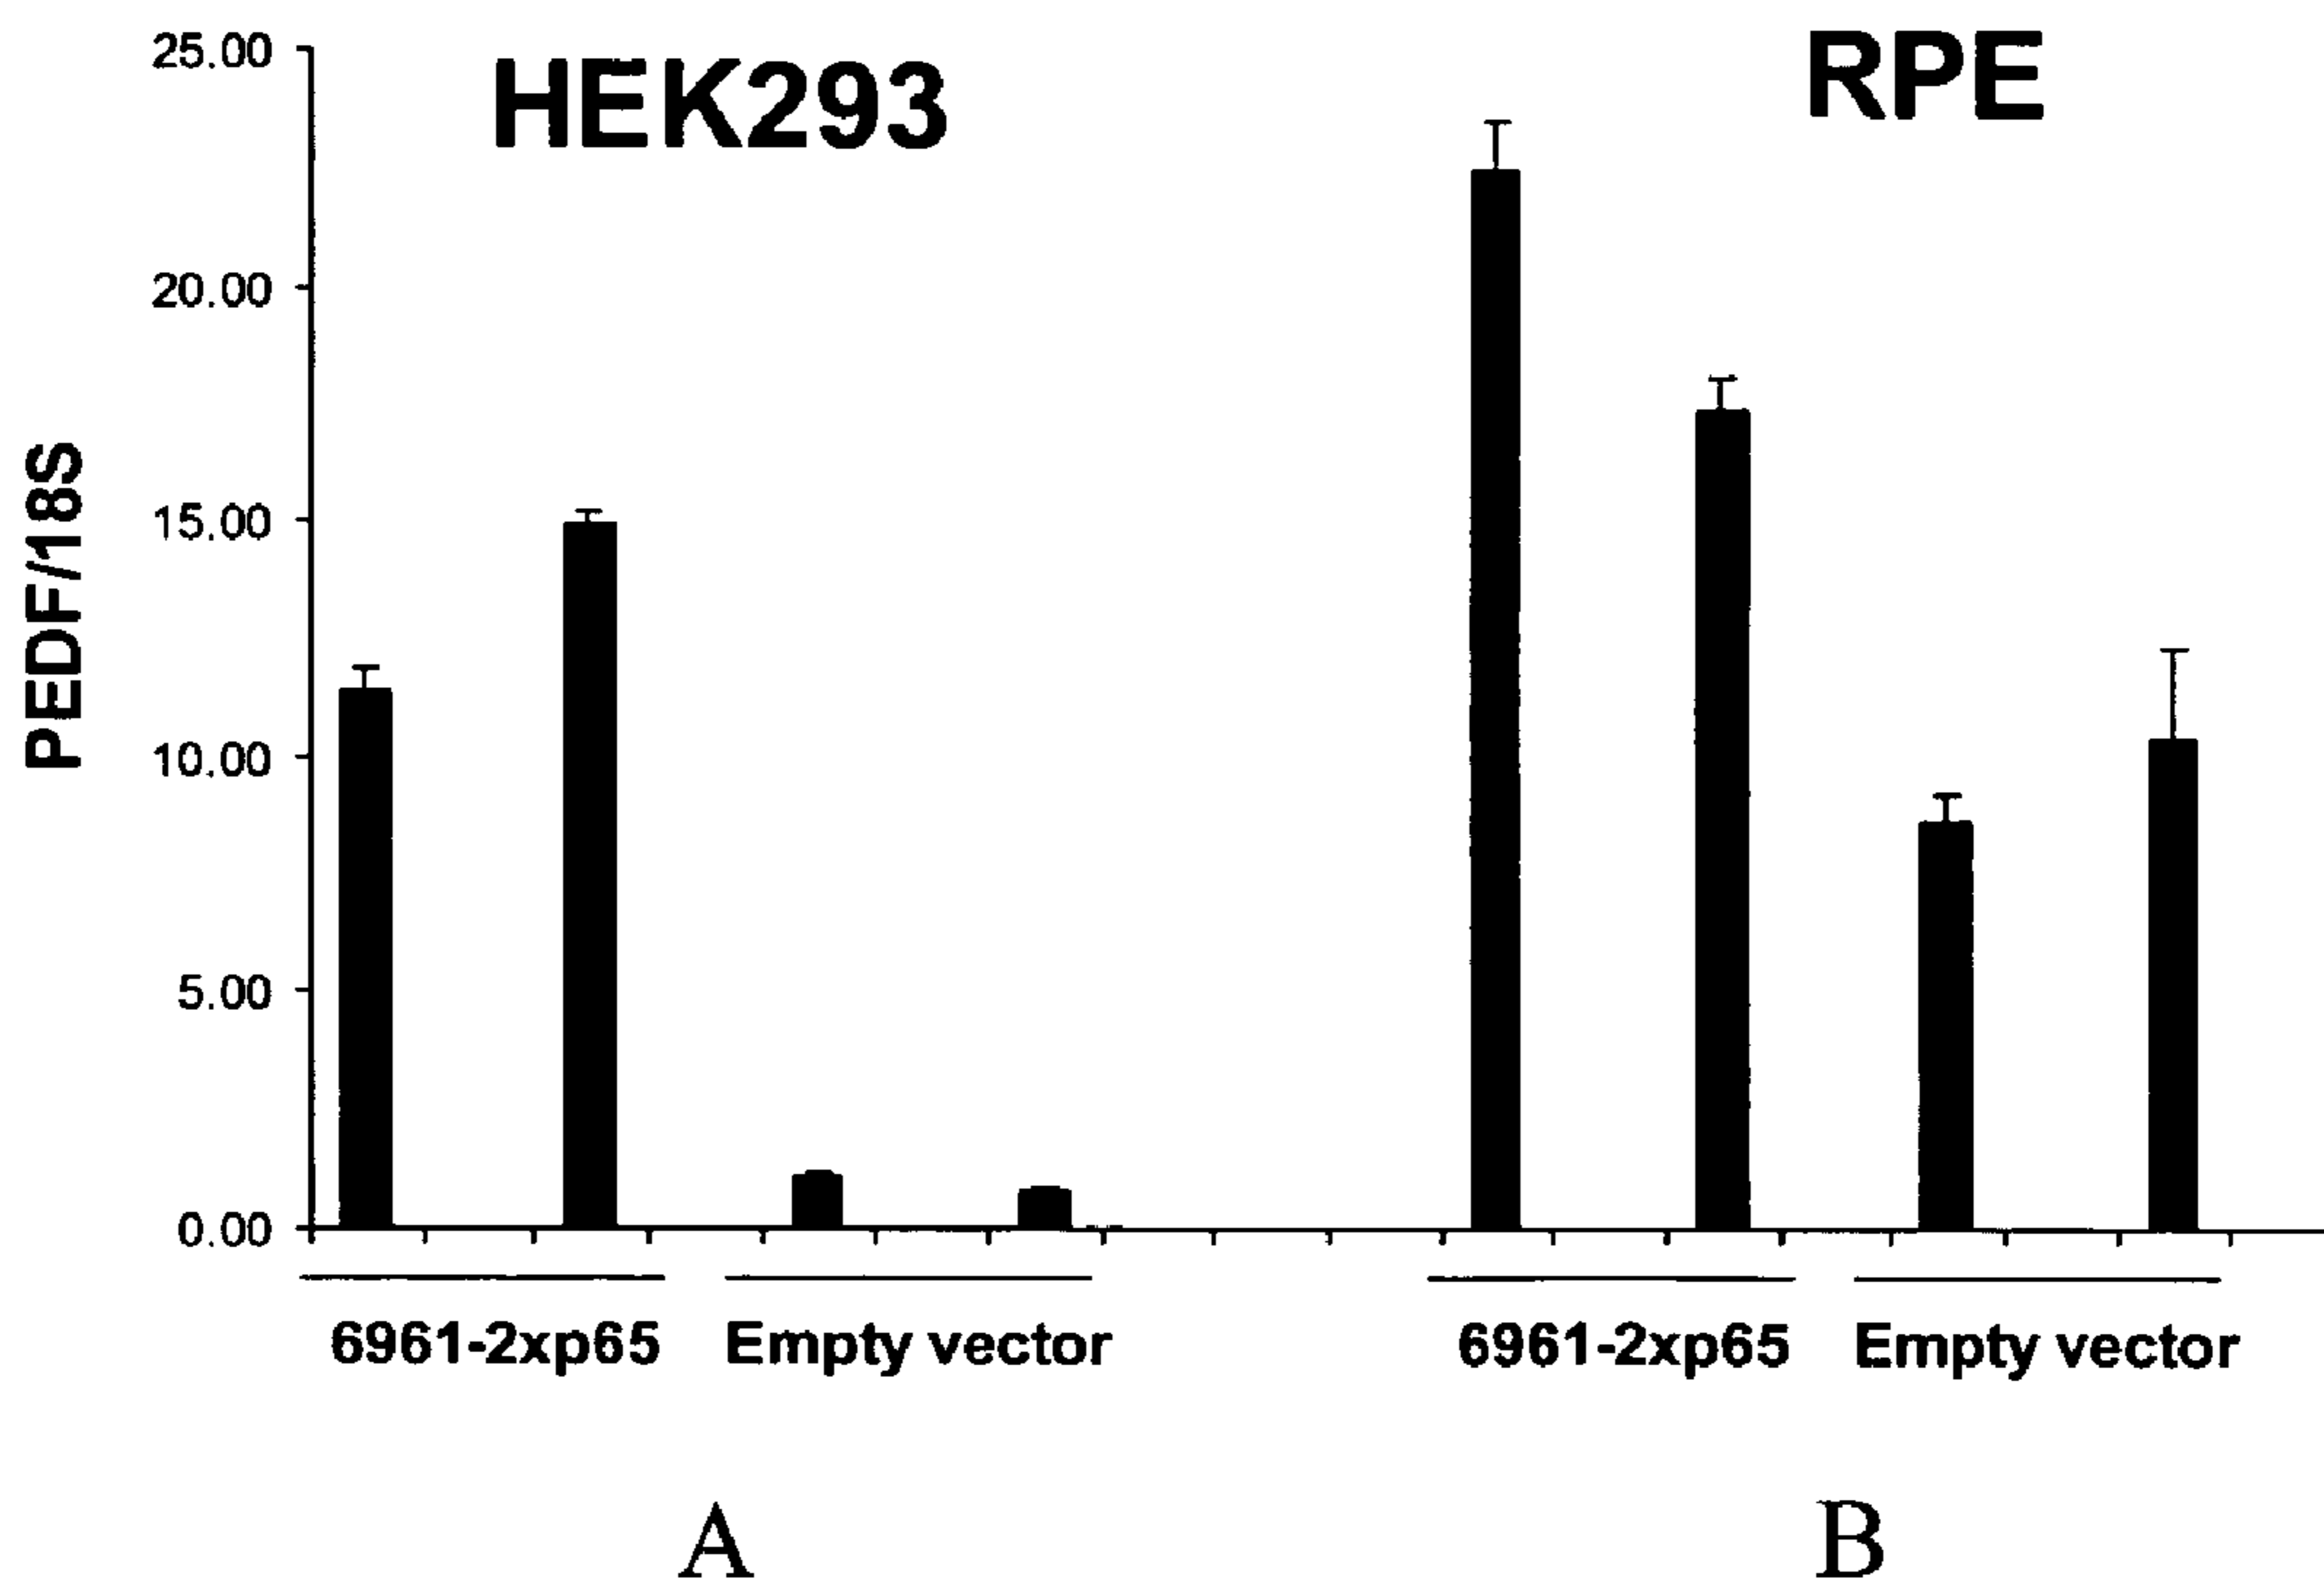 HEK293
RPE
PEDF/18S
25.00
20.00
15.00
10.00
5.00
0.00
6961-2xp65 Empty vector
6961-2xp65 Empty vector
A
B